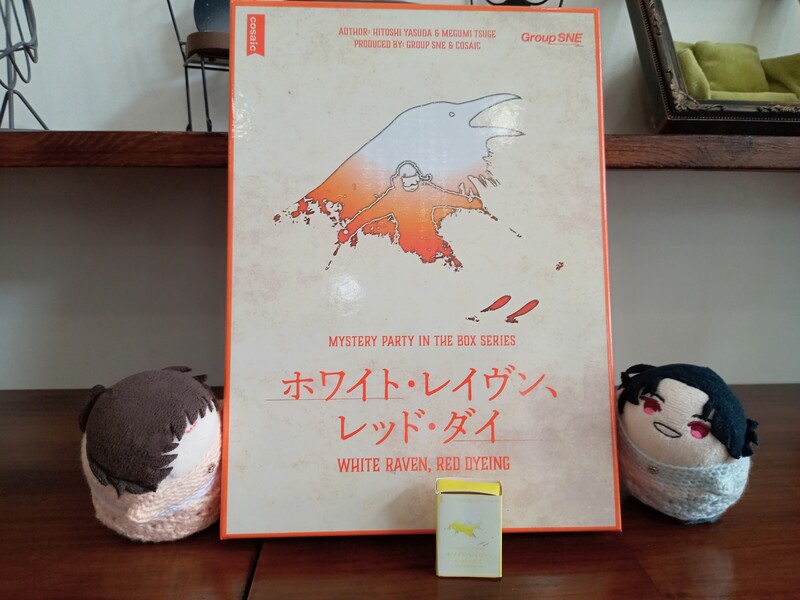 cosaic
AUTHOR: HITOSHI YASUDA & MEGUMI TSUGE
PRODUCED BY: GROUP SNE & COSAIC
Group SNE
MYSTERY PARTY IN THE BOX SERIES
ホワイト・レイヴン、
レッド・ダイ
WHITE RAVEN, RED DYEING